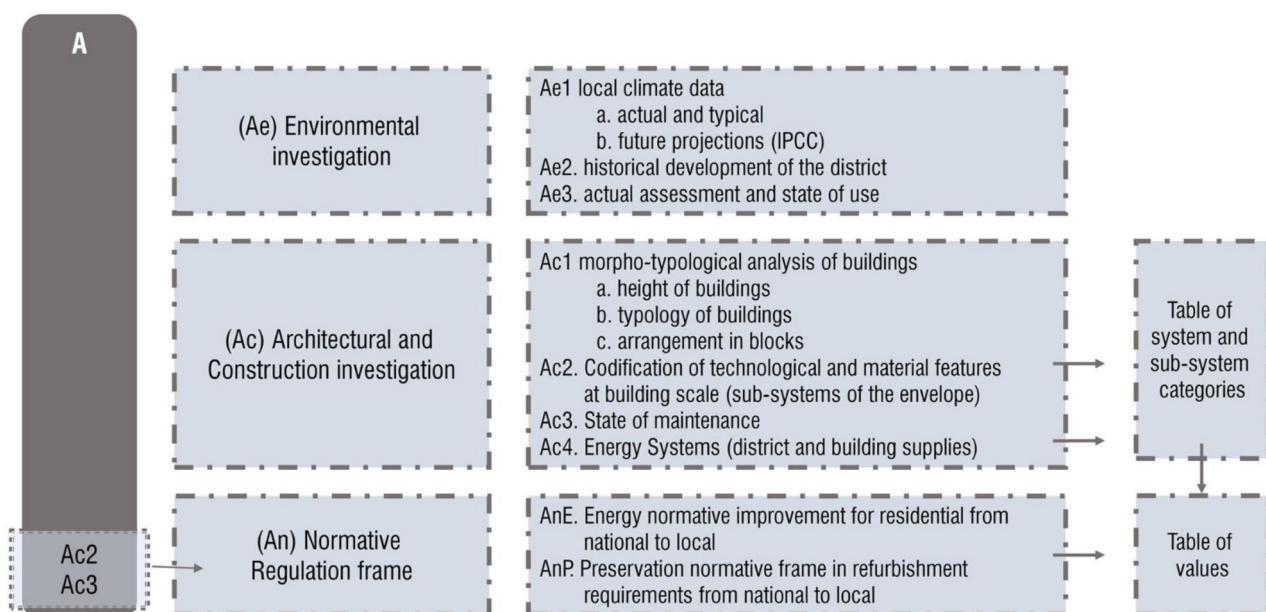 A
(Ae) Environmental
investigation
Ae1 local climate data
a. actual and typical
b. future projections (IPCC)
Ae2. historical development of the district
Ae3. actual assessment and state of use
(Ac) Architectural and
Construction investigation
Ac1 morpho-typological analysis of buildings
a. height of buildings
b. typology of buildings
c. arrangement in blocks
Ac2. Codification of technological and material features
at building scale (sub-systems of the envelope)
Ac3. State of maintenance
Ac4. Energy Systems (district and building supplies)
Table of
system and
sub-system
categories
Ac2
Ac3
(An) Normative
Regulation frame
AnE. Energy normative improvement for residential from
national to local
AnP. Preservation normative frame in refurbishment
requirements from national to local
Table of
values